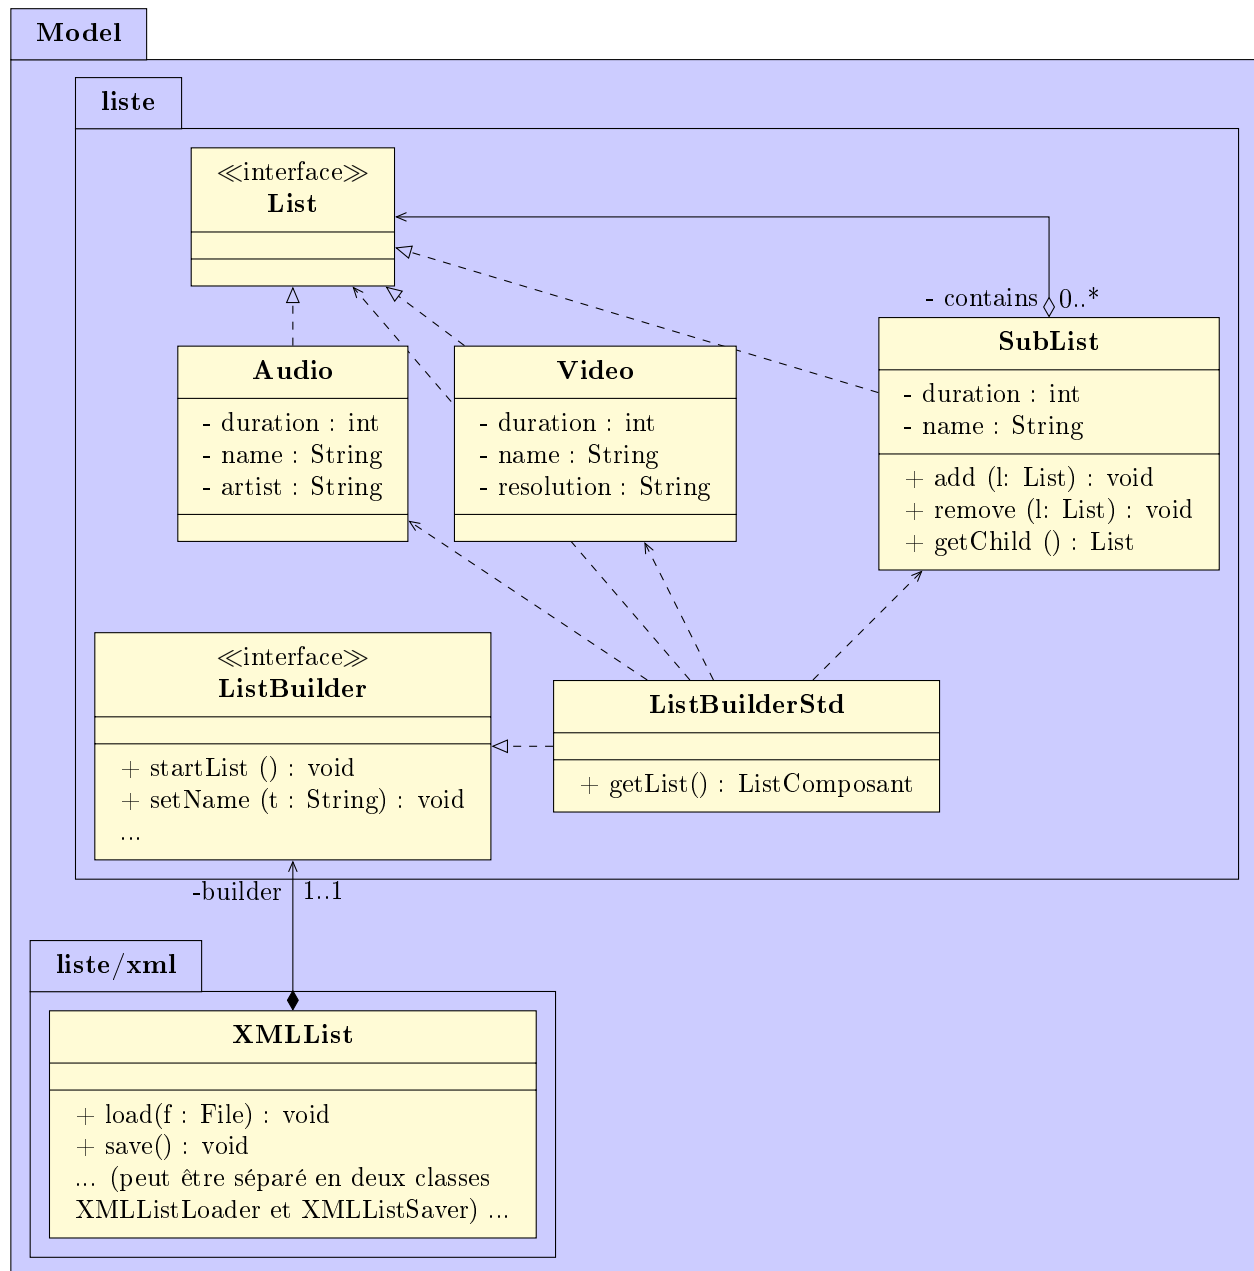 Model
liste
≪interface≫
List
- contains 0..*
SubList
- duration : int
- name : String
+ add (l: List) : void
+ remove (l: List) : void
+ getChild () : List
Audio
- duration : int
- name : String
- artist : String
Video
- duration : int
- name : String
- resolution : String
≪interface≫
ListBuilder
+ startList () : void
+ setName (t : String) : void
...
ListBuilderStd
+ getList() : ListComposant
-builder 1..1
liste/xml
XMLList
+ load(f : File) : void
+ save() : void
... (peut être séparé en deux classes
XMLListLoader et XMLListSaver) ...